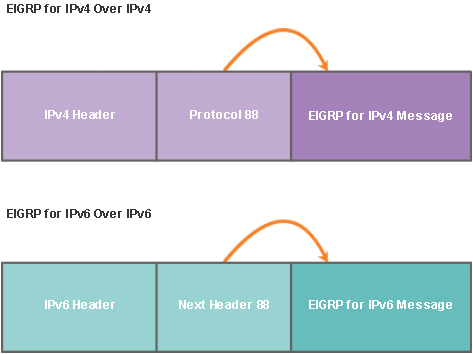 EIGRP for IPv4 Over IPv4
IPv4 Header
Protocol 88
EIGRP for IPv4 Message
EIGRP for IPv6 Over IPv6
IPv6 Header
Next Header 88
EIGRP for IPv6 Message